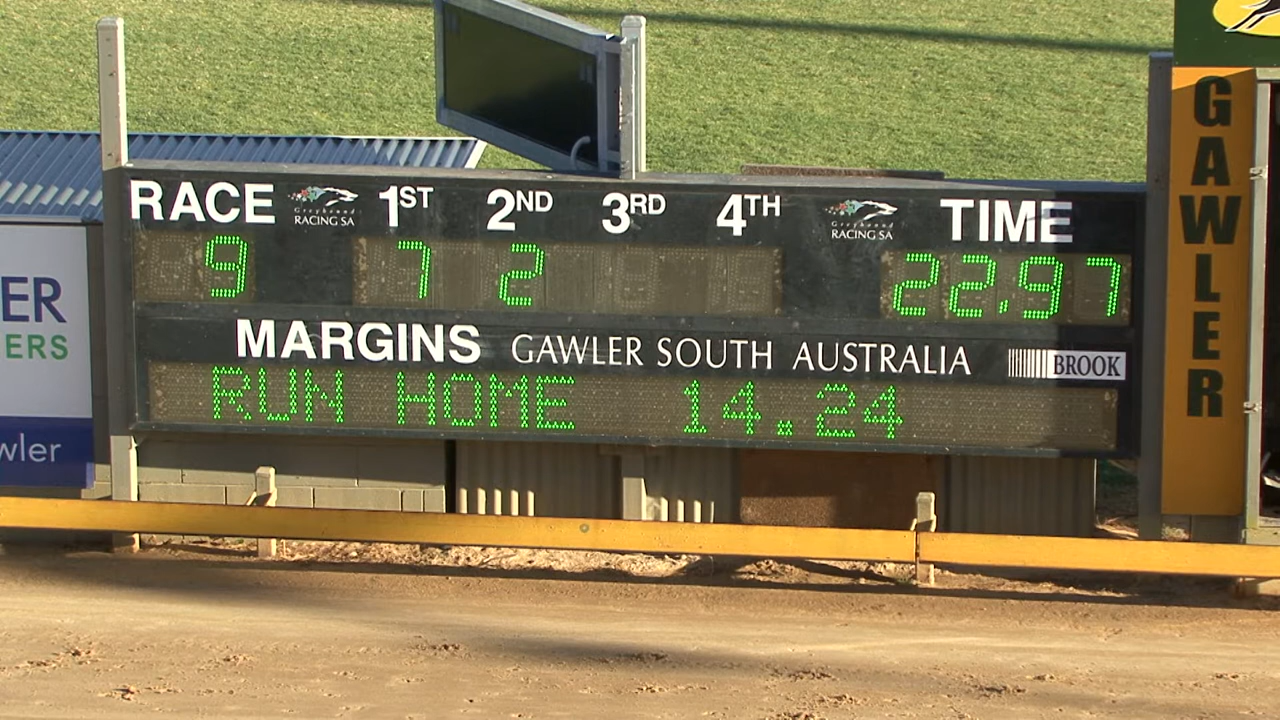 RACE Greyhound RACING SA 1ST 2ND 3RD 4TH Greyhound RACING SA TIME
9 7 2 22.97
MARGINS GAWLER SOUTH AUSTRALIA BROOK
RUN HOME 14.24
GAWLER
ER
ERS
wler